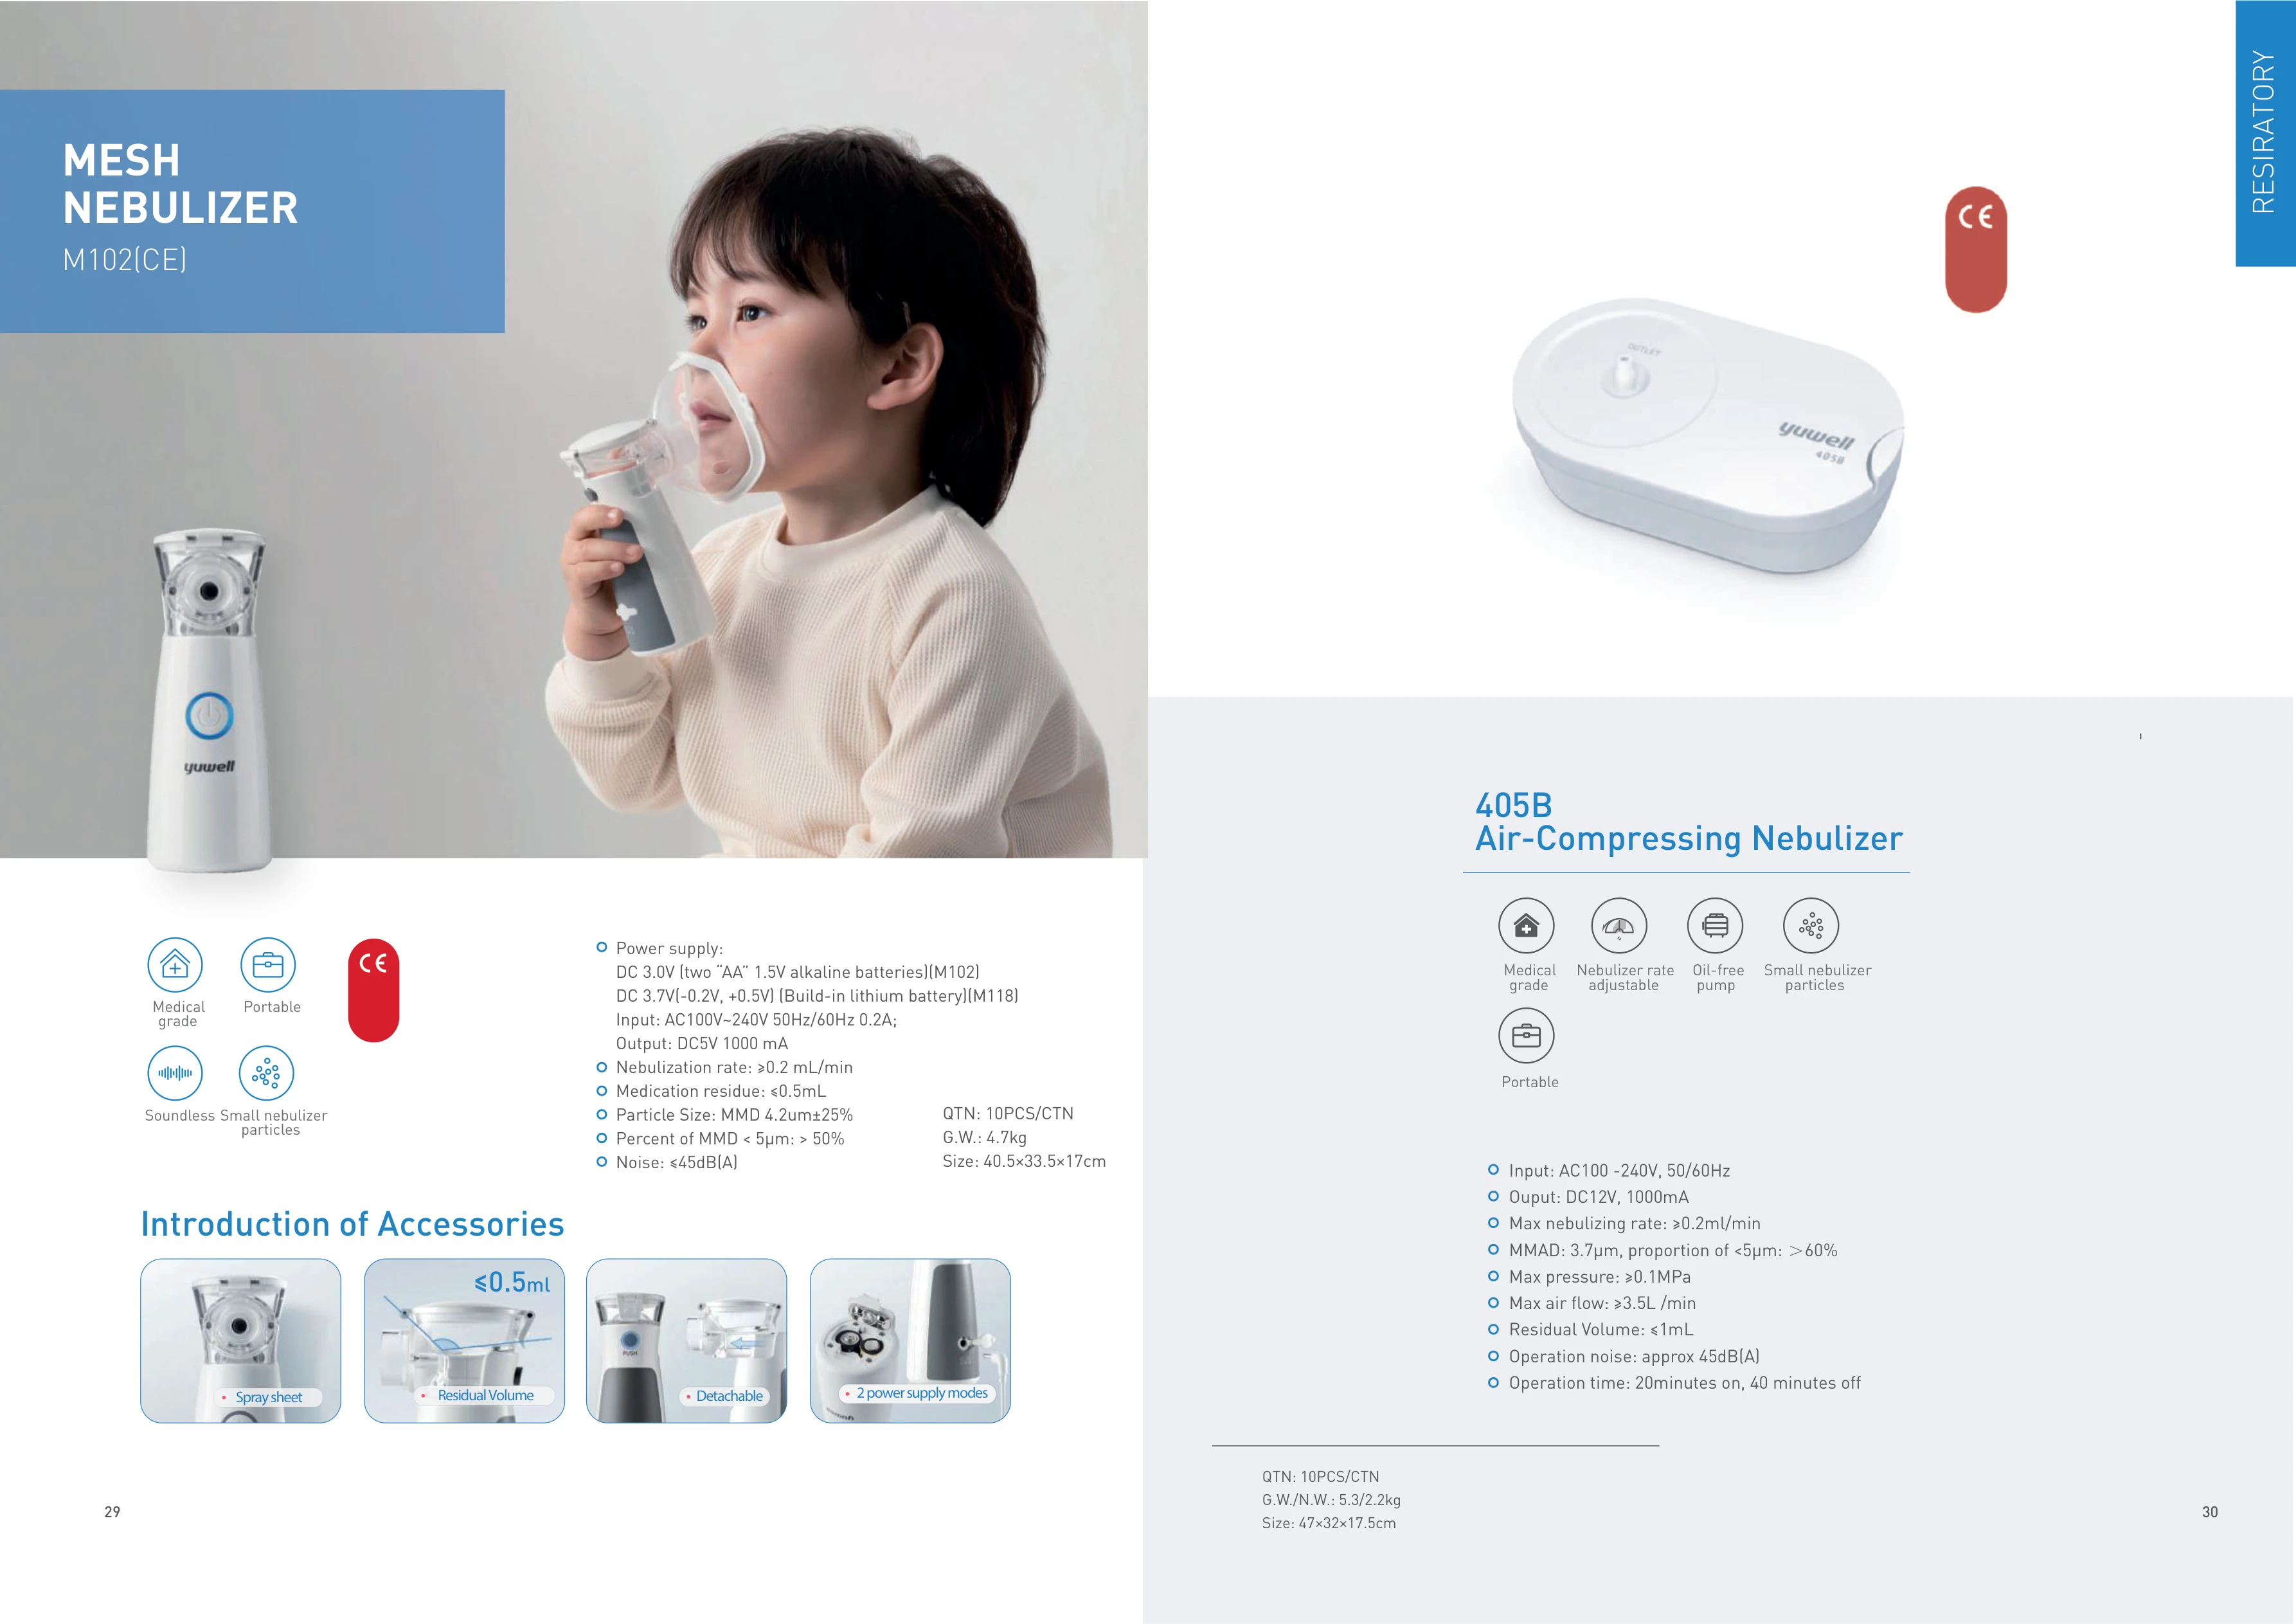 MESH
NEBULIZER
M102(CE)
yuwell
Medical
grade
Portable
CE
Soundless
Small nebulizer
particles
Power supply:
DC 3.0V (two “AA” 1.5V alkaline batteries)(M102)
DC 3.7V(-0.2V, +0.5V) (Build-in lithium battery)(M118)
Input: AC100V~240V 50Hz/60Hz 0.2A;
Output: DC5V 1000 mA
Nebulization rate: ≥0.2 mL/min
Medication residue: ≤0.5mL
Particle Size: MMD 4.2um±25%
Percent of MMD < 5μm: > 50%
Noise: ≤45dB(A)
QTN: 10PCS/CTN
G.W.: 4.7kg
Size: 40.5×33.5×17cm
Introduction of Accessories
Spray sheet
≤0.5ml
Residual Volume
PUSH
Detachable
2 power supply modes
29
RESIRATORY
CE
OUTLET
yuwell
405B
405B
Air-Compressing Nebulizer
Medical
grade
Nebulizer rate
adjustable
Oil-free
pump
Small nebulizer
particles
Portable
Input: AC100 -240V, 50/60Hz
Ouput: DC12V, 1000mA
Max nebulizing rate: ≥0.2ml/min
MMAD: 3.7μm, proportion of <5μm: ＞60%
Max pressure: ≥0.1MPa
Max air flow: ≥3.5L /min
Residual Volume: ≤1mL
Operation noise: approx 45dB(A)
Operation time: 20minutes on, 40 minutes off
QTN: 10PCS/CTN
G.W./N.W.: 5.3/2.2kg
Size: 47×32×17.5cm
30